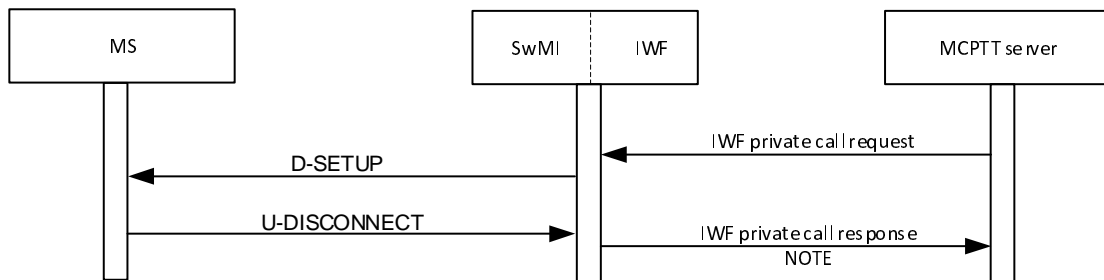 MS
SwMI IWF
MCPTT server
IWF private call request
D-SETUP
U-DISCONNECT
IWF private call response
NOTE